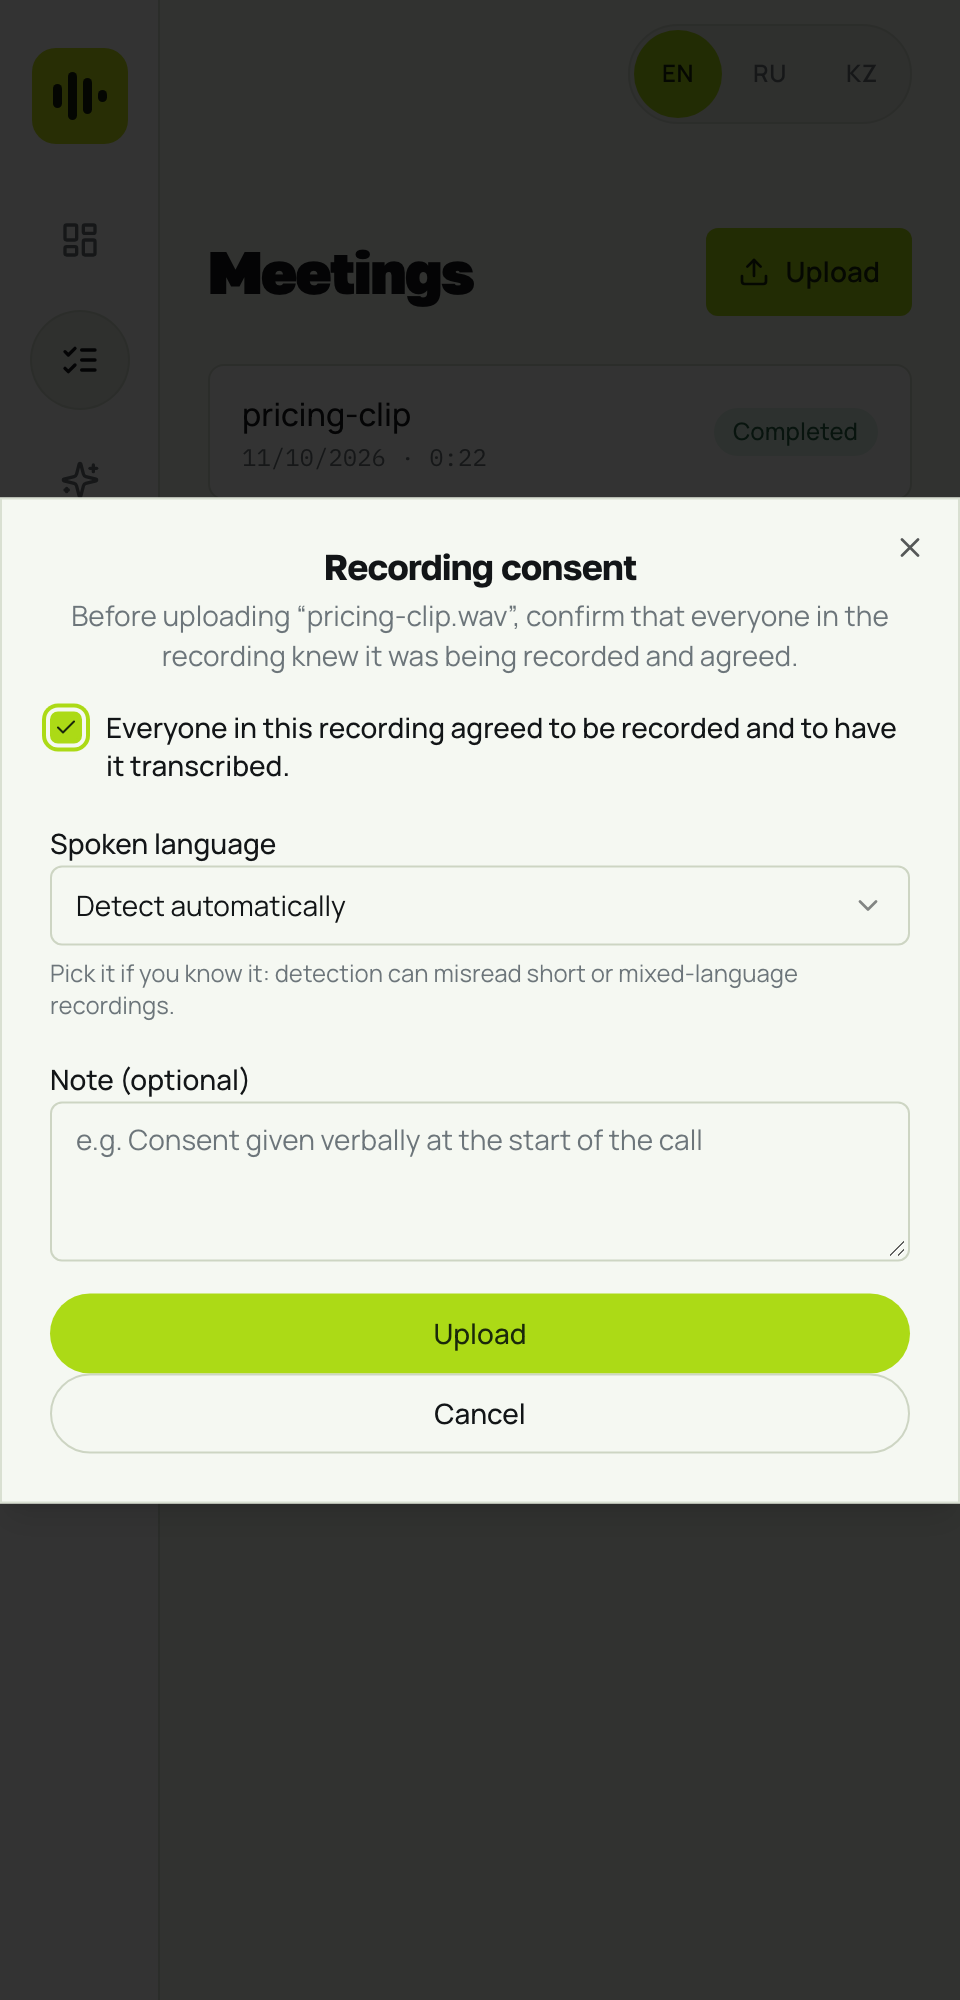 EN RU KZ
Meetings
Upload
pricing-clip
11/10/2026 · 0:22
Completed
Recording consent
Before uploading “pricing-clip.wav”, confirm that everyone in the
recording knew it was being recorded and agreed.
Everyone in this recording agreed to be recorded and to have
it transcribed.
Spoken language
Detect automatically
Pick it if you know it: detection can misread short or mixed-language
recordings.
Note (optional)
e.g. Consent given verbally at the start of the call
Upload
Cancel